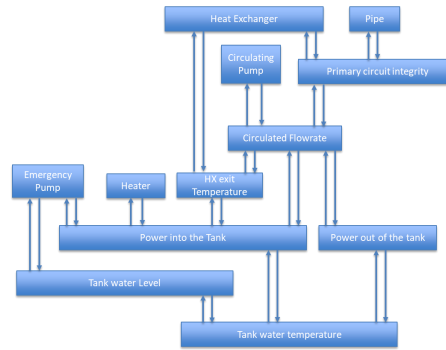 Heat Exchanger
Pipe
Circulating
Pump
Primary circuit integrity
Circulated Flowrate
Emergency
Pump
Heater
HX exit
Temperature
Power into the Tank
Power out of the tank
Tank water Level
Tank water temperature